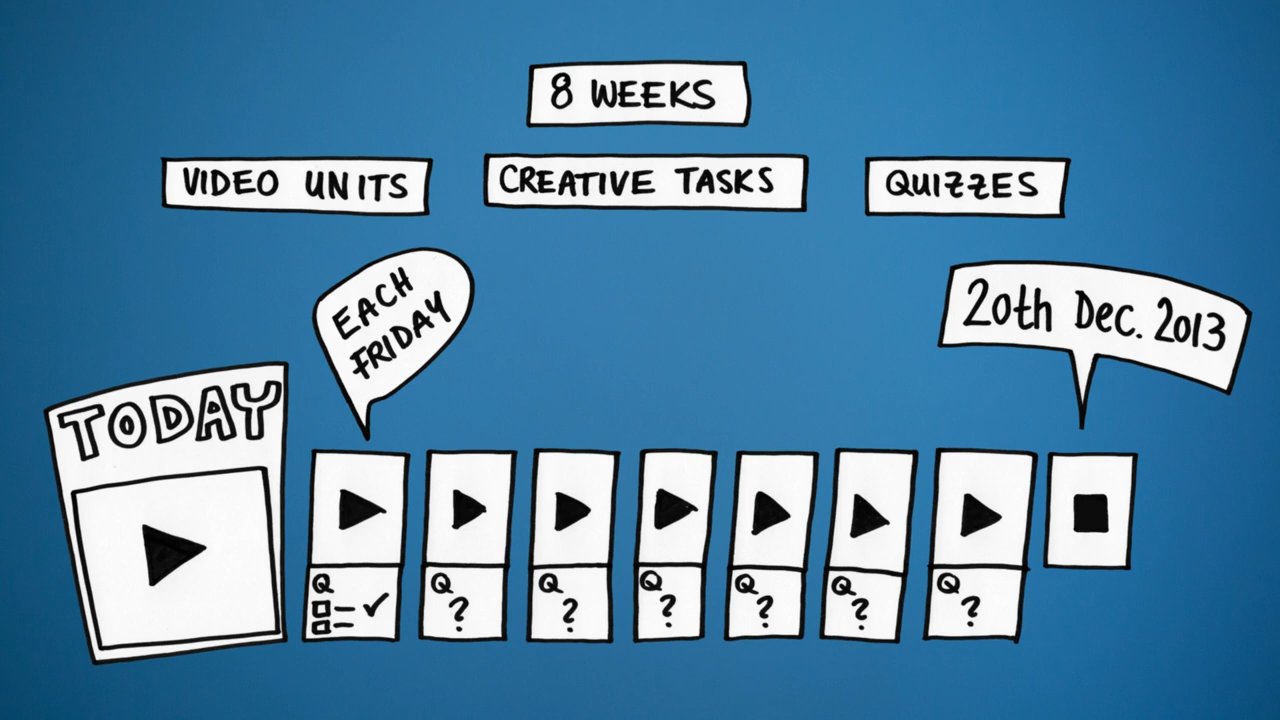 8 WEEKS
VIDEO UNITS
CREATIVE TASKS
QUIZZES
EACH
FRIDAY
20th Dec. 2013
TODAY
Q
Q
?
Q
?
Q
?
Q
?
Q
?
Q
?